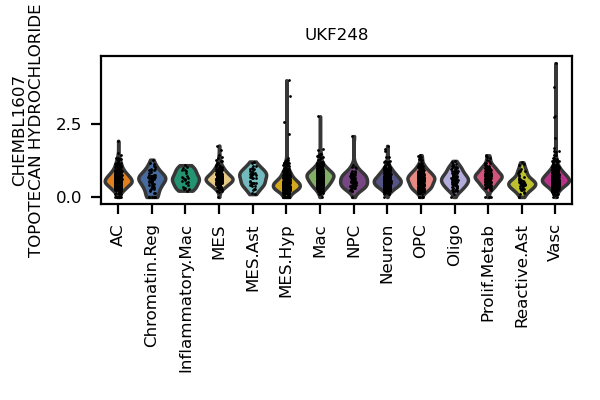 UKF248
CHEMBL1607
TOPOTECAN HYDROCHLORIDE
2.5
0.0
AC
Chromatin.Reg
Inflammatory.Mac
MES
MES.Ast
MES.Hyp
Mac
NPC
Neuron
OPC
Oligo
Prolif.Metab
Reactive.Ast
Vasc